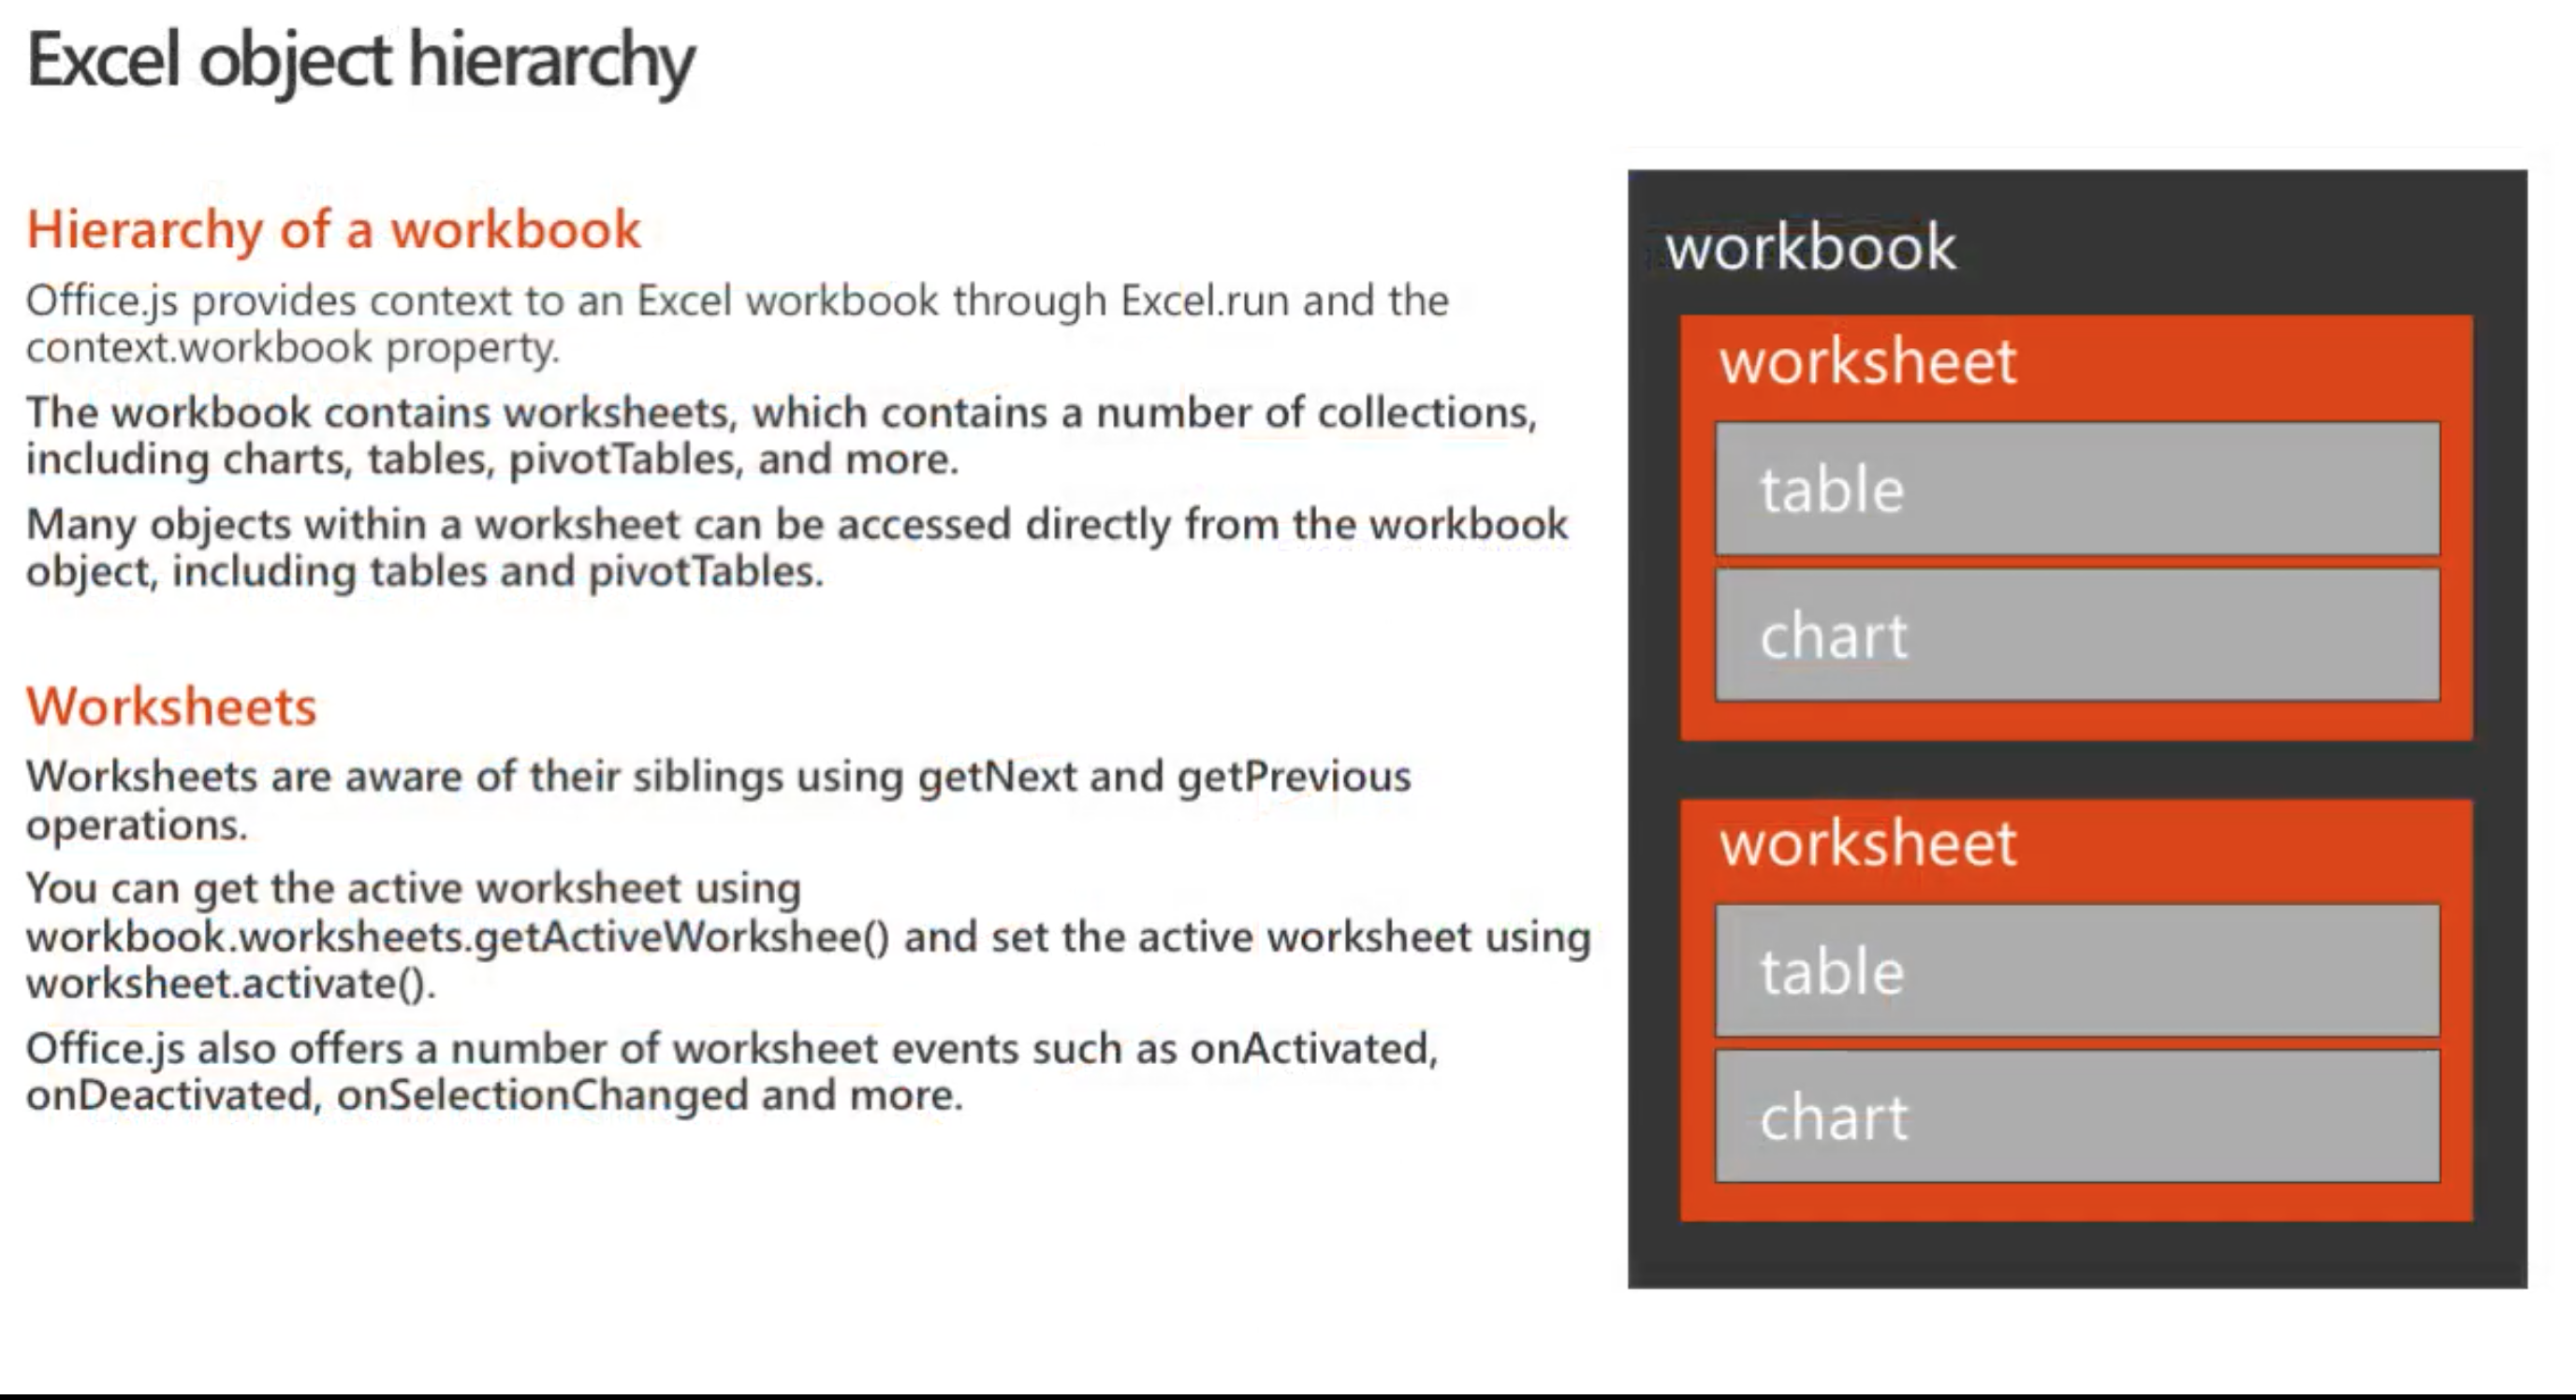 Excel object hierarchy
Hierarchy of a workbook
Office.js provides context to an Excel workbook through Excel.run and the
context.workbook property.
The workbook contains worksheets, which contains a number of collections,
including charts, tables, pivotTables, and more.
Many objects within a worksheet can be accessed directly from the workbook
object, including tables and pivotTables.
Worksheets
Worksheets are aware of their siblings using getNext and getPrevious
operations.
You can get the active worksheet using
workbook.worksheets.getActiveWorkshee() and set the active worksheet using
worksheet.activate().
Office.js also offers a number of worksheet events such as onActivated,
onDeactivated, onSelectionChanged and more.
workbook
worksheet
table
chart
worksheet
table
chart